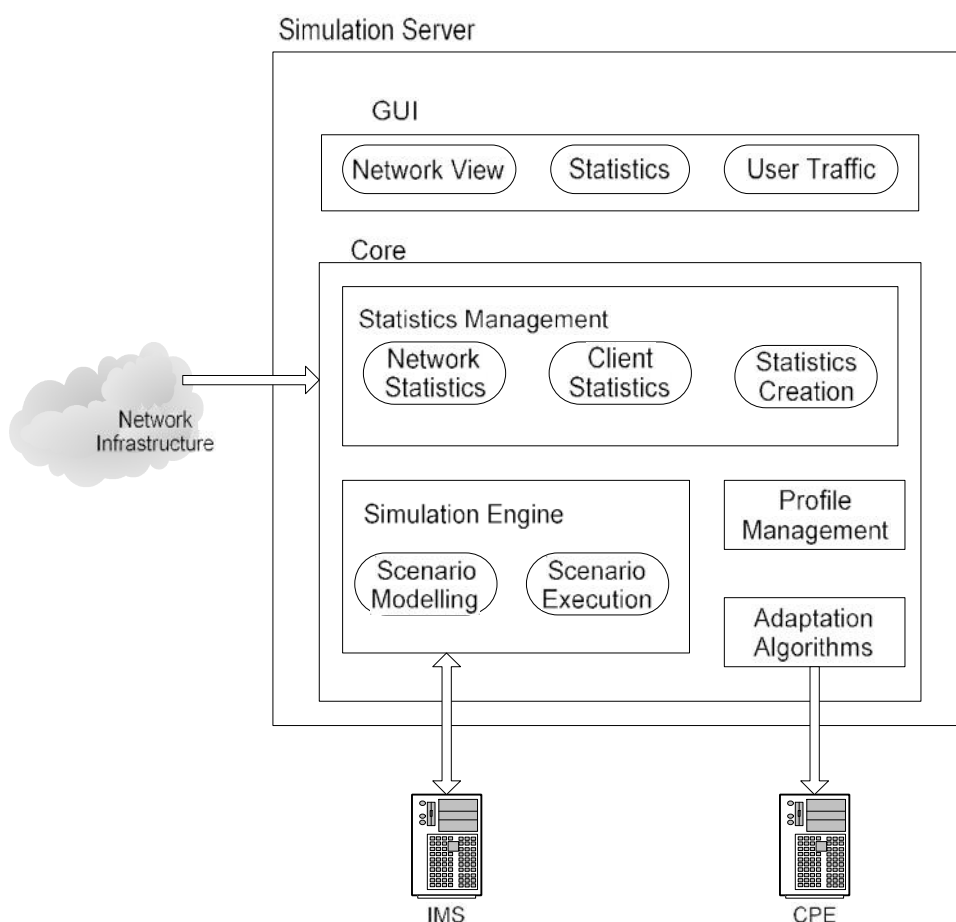 Simulation Server
GUI
Network View
Statistics
User Traffic
Core
Statistics Management
Network
Statistics
Client
Statistics
Statistics
Creation
Network
Infrastructure
Simulation Engine
Scenario
Modelling
Scenario
Execution
Profile
Management
Adaptation
Algorithms
IMS
CPE